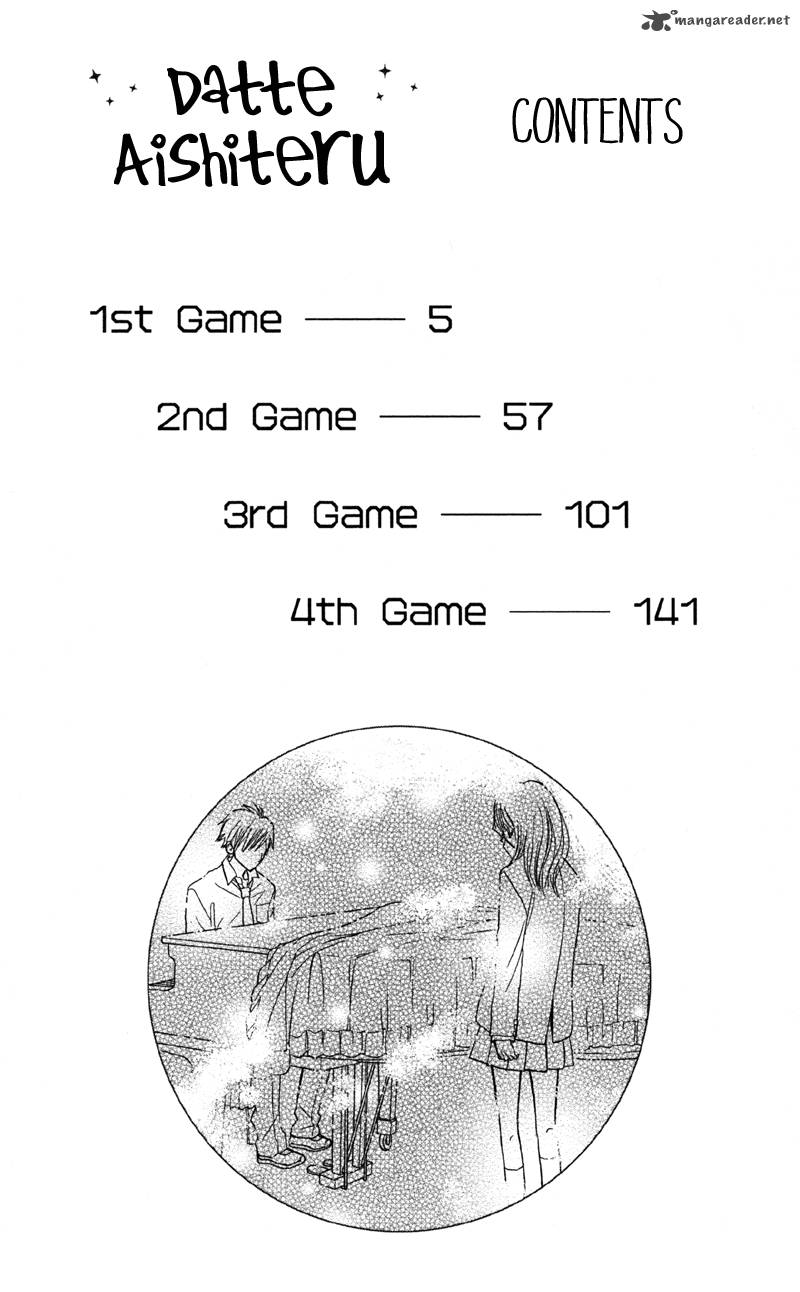 mangareader.net
Datte
Aishiteru
CONTENTS
1st Game —— 5
2nd Game —— 57
3rd Game —— 101
4th Game —— 141